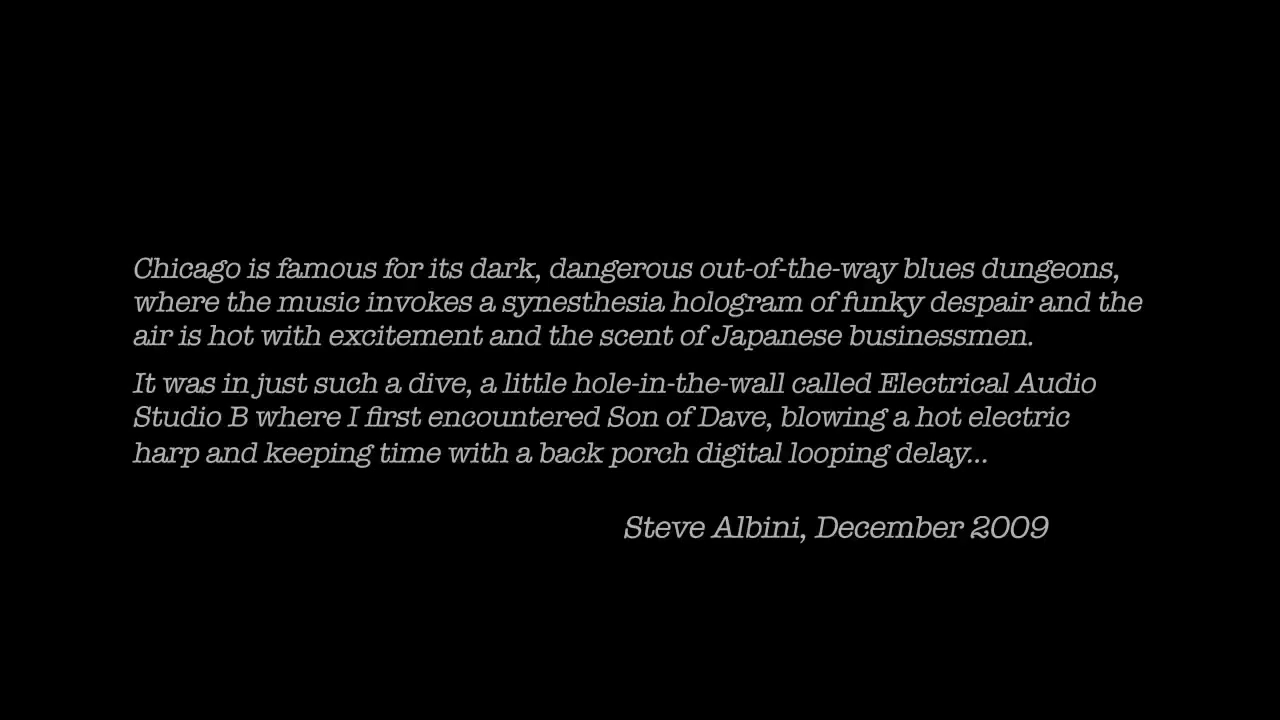 Chicago is famous for its dark, dangerous out-of-the-way blues dungeons,
where the music invokes a synesthesia hologram of funky despair and the
air is hot with excitement and the scent of Japanese businessmen.
It was in just such a dive, a little hole-in-the-wall called Electrical Audio
Studio B where I first encountered Son of Dave, blowing a hot electric
harp and keeping time with a back porch digital looping delay...
Steve Albini, December 2009